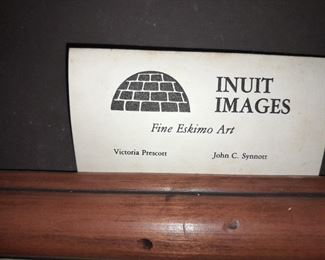 INUIT
IMAGES
Fine Eskimo Art
Victoria Prescott John C. Synnott